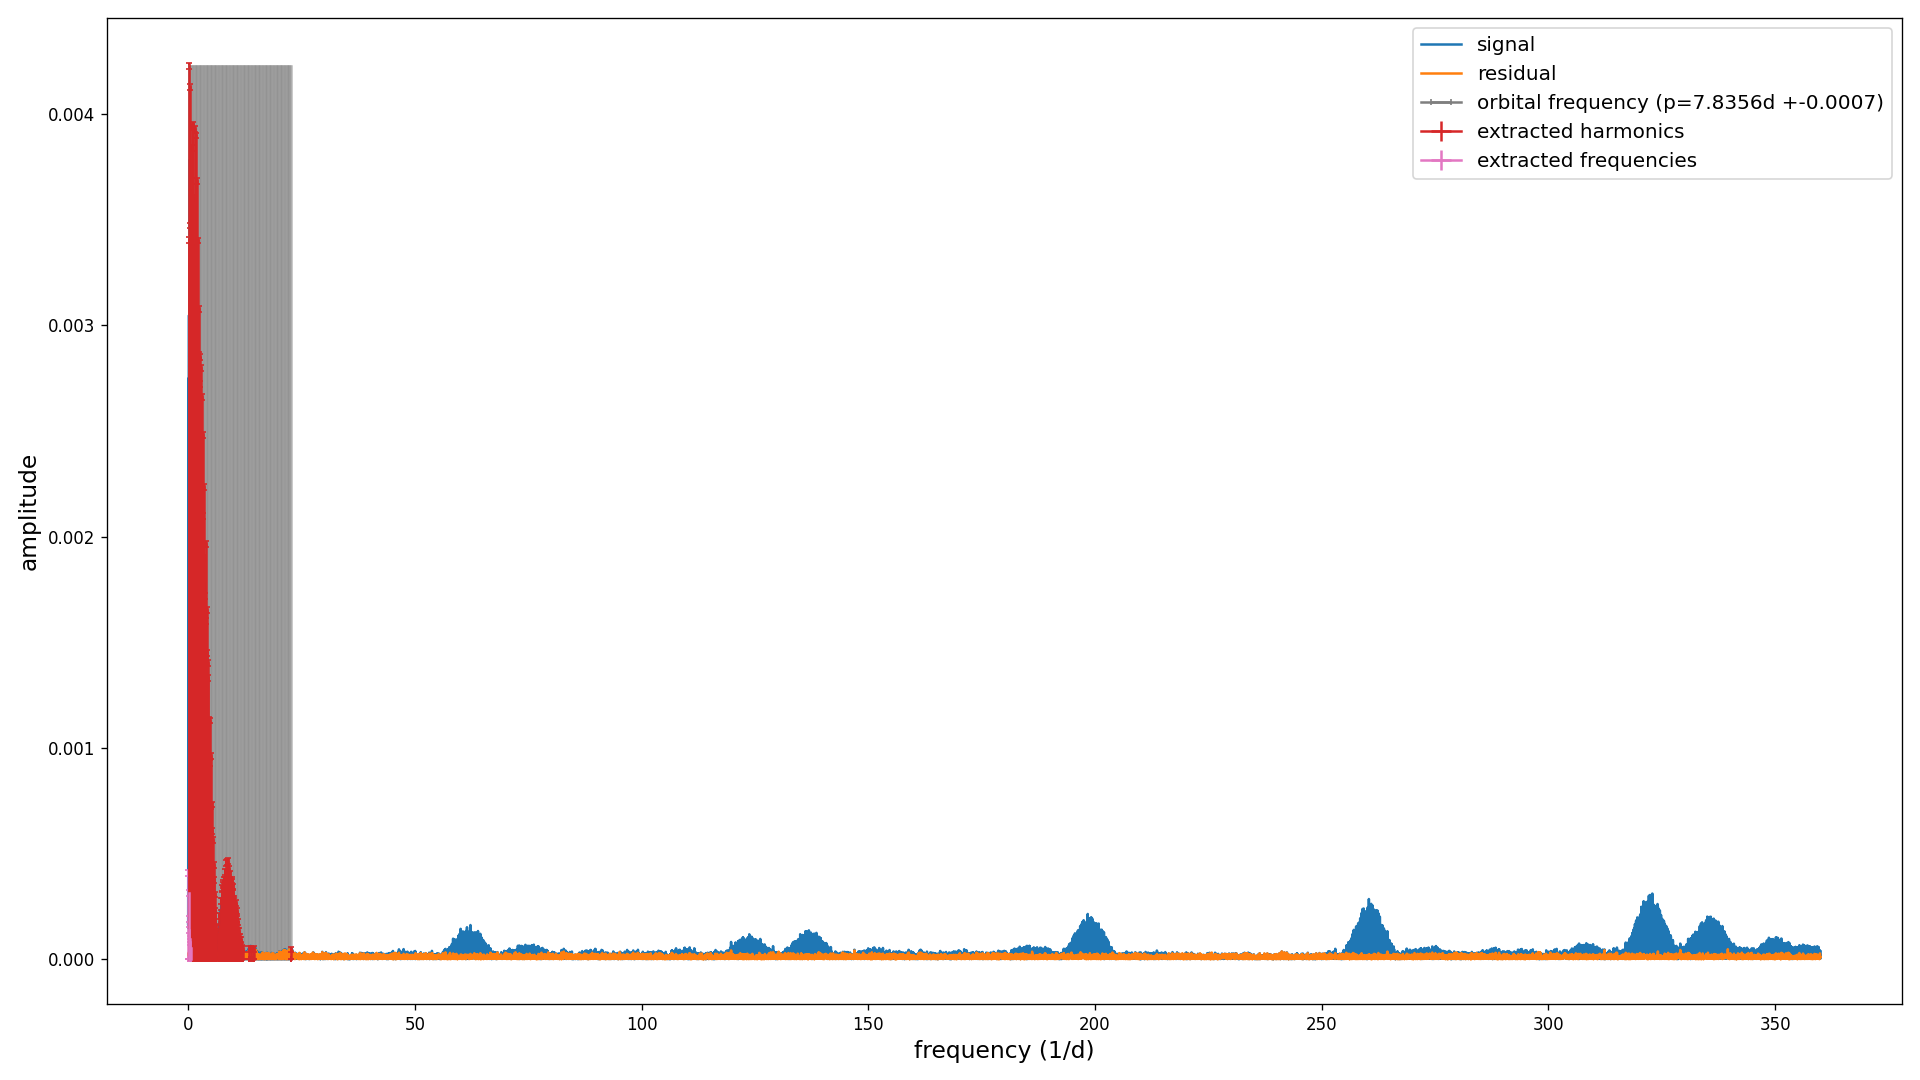 signal
residual
orbital frequency (p=7.8356d +-0.0007)
extracted harmonics
extracted frequencies
0.004
0.003
0.002
0.001
0.000
amplitude
0 50 100 150 200 250 300 350
frequency (1/d)